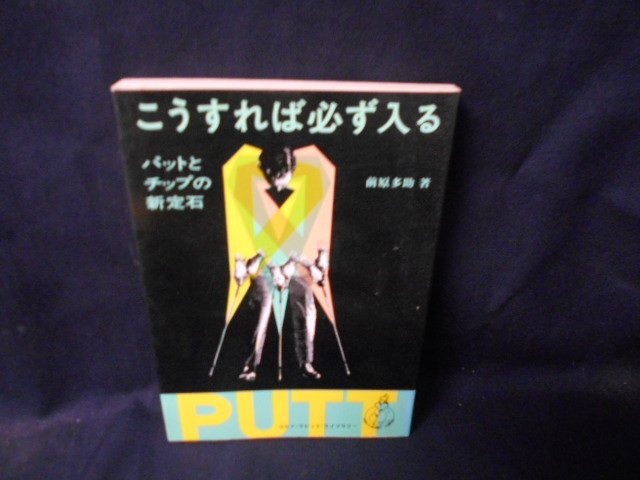 こうすれば必ず入る
パットと
チップの
新定石
前原多助 著
PUTT